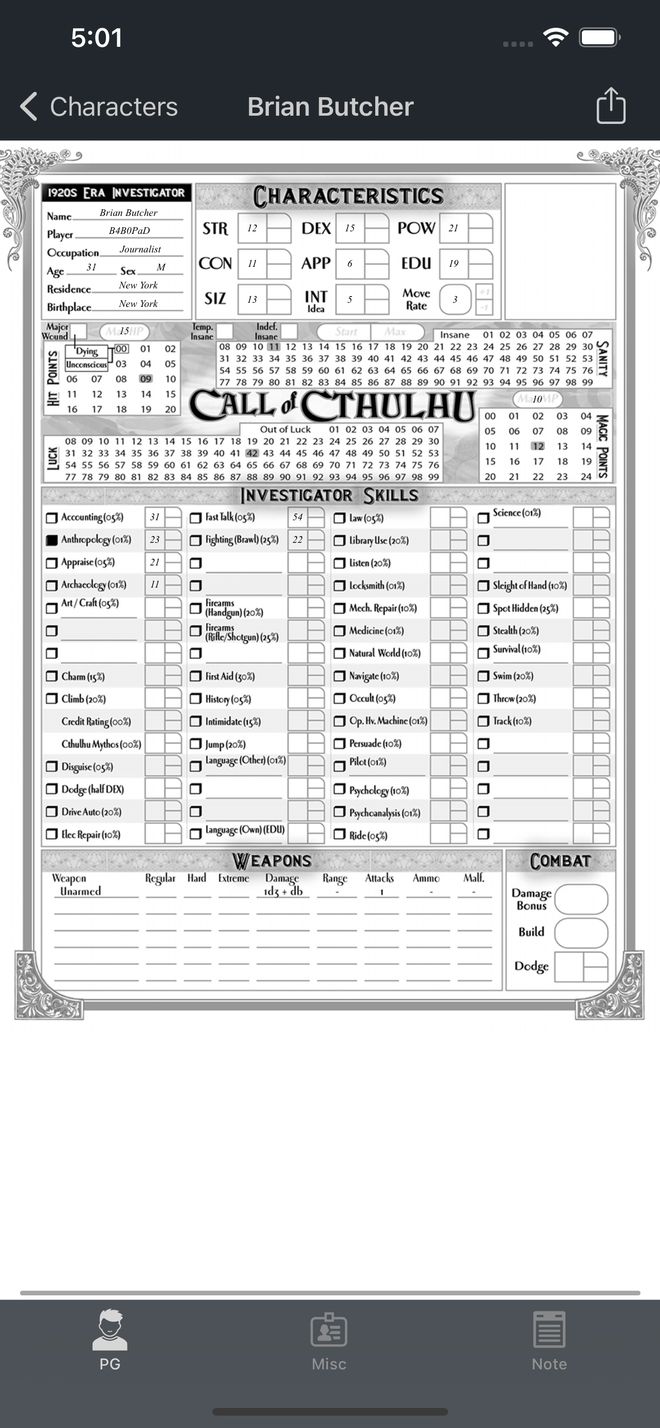 5:01
Characters
Brian Butcher
1920s Era Investigator
Name Brian Butcher
Player B4B0PaD
Occupation Journalist
Age 31 Sex M
Residence New York
Birthplace New York
Characteristics
STR 12 DEX 15 POW 21
CON 11 APP 6 EDU 19
SIZ 13 INT Idea 5 Move Rate 3 +1 -1
Major Wound 15
Hit Points
Dying 00 01 02
Unconscious 03 04 05
06 07 08 09 10
11 12 13 14 15
16 17 18 19 20
Temp. Insane Indef. Insane Start Max
Insane 01 02 03 04 05 06 07
08 09 10 11 12 13 14 15 16 17 18 19 20 21 22 23 24 25 26 27 28 29 30
31 32 33 34 35 36 37 38 39 40 41 42 43 44 45 46 47 48 49 50 51 52 53
54 55 56 57 58 59 60 61 62 63 64 65 66 67 68 69 70 71 72 73 74 75 76
77 78 79 80 81 82 83 84 85 86 87 88 89 90 91 92 93 94 95 96 97 98 99
Sanity
Call of Cthulhu
Luck
Out of Luck 01 02 03 04 05 06 07
08 09 10 11 12 13 14 15 16 17 18 19 20 21 22 23 24 25 26 27 28 29 30
31 32 33 34 35 36 37 38 39 40 41 42 43 44 45 46 47 48 49 50 51 52 53
54 55 56 57 58 59 60 61 62 63 64 65 66 67 68 69 70 71 72 73 74 75 76
77 78 79 80 81 82 83 84 85 86 87 88 89 90 91 92 93 94 95 96 97 98 99
10
00 01 02 03 04
05 06 07 08 09
10 11 12 13 14
15 16 17 18 19
20 21 22 23 24
Magic Points
Investigator Skills
Accounting (05%) 31
Anthropology (01%) 23
Appraise (05%) 21
Archaeology (01%) 11
Art / Craft (05%)
Charm (15%)
Climb (20%)
Credit Rating (00%)
Cthulhu Mythos (00%)
Disguise (05%)
Dodge (half DEX)
Drive Auto (20%)
Elec Repair (10%)
Fast Talk (05%) 54
Fighting (Brawl) (25%) 22
Firearms (Handgun) (20%)
Firearms (Rifle/Shotgun) (25%)
First Aid (30%)
History (05%)
Intimidate (15%)
Jump (20%)
Language (Other) (01%)
Language (Own) (EDU)
Law (05%)
Library Use (20%)
Listen (20%)
Locksmith (01%)
Mech. Repair (10%)
Medicine (01%)
Natural World (10%)
Navigate (10%)
Occult (05%)
Op. Hv. Machine (01%)
Persuade (10%)
Pilot (01%)
Psychology (10%)
Psychoanalysis (01%)
Ride (05%)
Science (01%)
Sleight of Hand (10%)
Spot Hidden (25%)
Stealth (20%)
Survival (10%)
Swim (20%)
Throw (20%)
Track (10%)
Weapons
Weapon Regular Hard Extreme Damage Range Attacks Ammo Malf.
Unarmed 1d3 + db - 1 - -
Combat
Damage Bonus
Build
Dodge
PG
Misc
Note